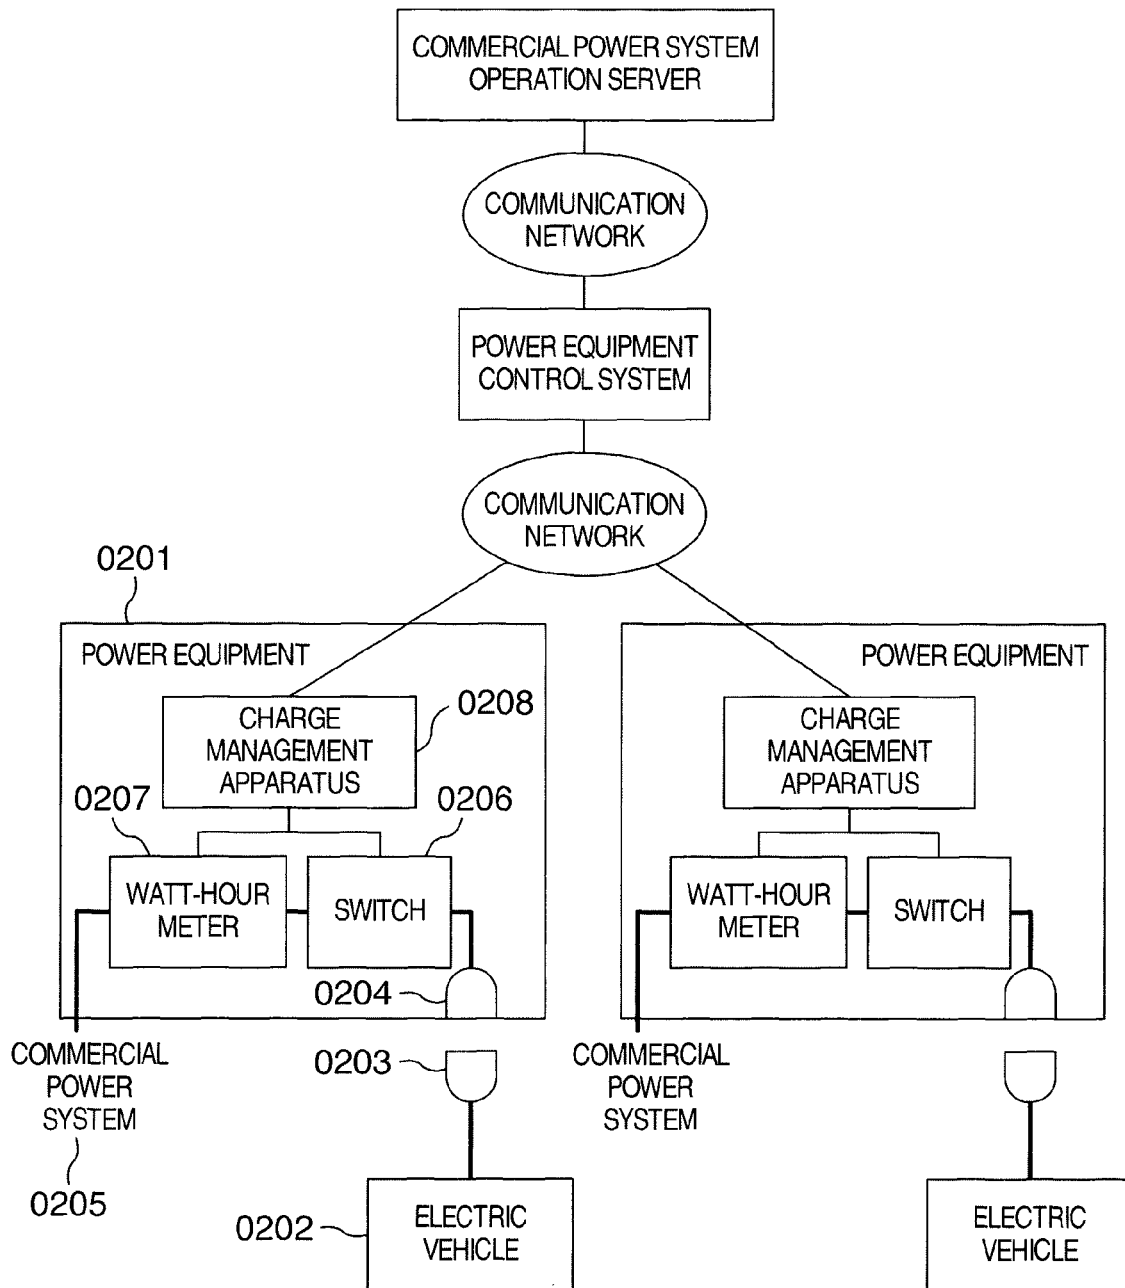 COMMERCIAL POWER SYSTEM
OPERATION SERVER
COMMUNICATION
NETWORK
POWER EQUIPMENT
CONTROL SYSTEM
COMMUNICATION
NETWORK
0201
POWER EQUIPMENT
CHARGE
MANAGEMENT
APPARATUS
0208
0207
0206
WATT-HOUR
METER
SWITCH
0204
COMMERCIAL
POWER
SYSTEM
0203
0205
0202
ELECTRIC
VEHICLE
POWER EQUIPMENT
CHARGE
MANAGEMENT
APPARATUS
WATT-HOUR
METER
SWITCH
COMMERCIAL
POWER
SYSTEM
ELECTRIC
VEHICLE